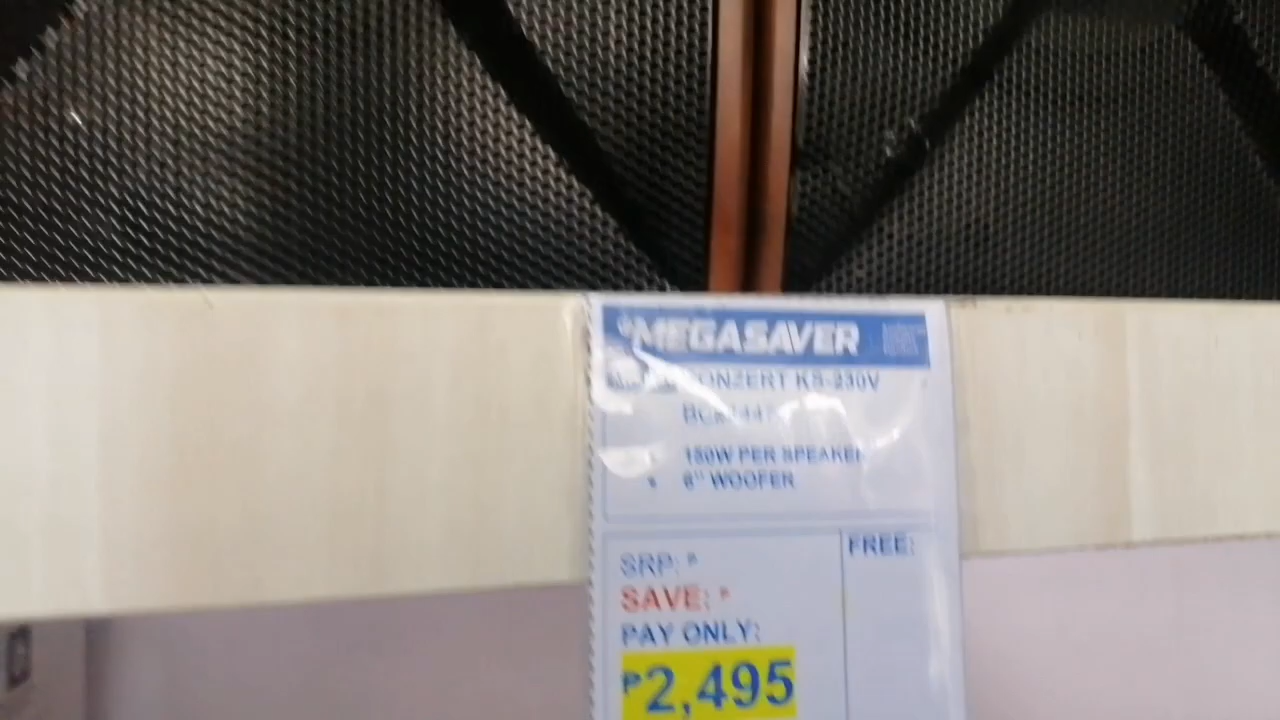 MEGASAVER
KONZERT KS-230V
150W PER SPEAKER
• 6" WOOFER
SRP: ₱
FREE:
SAVE: ₱
PAY ONLY:
₱2,495